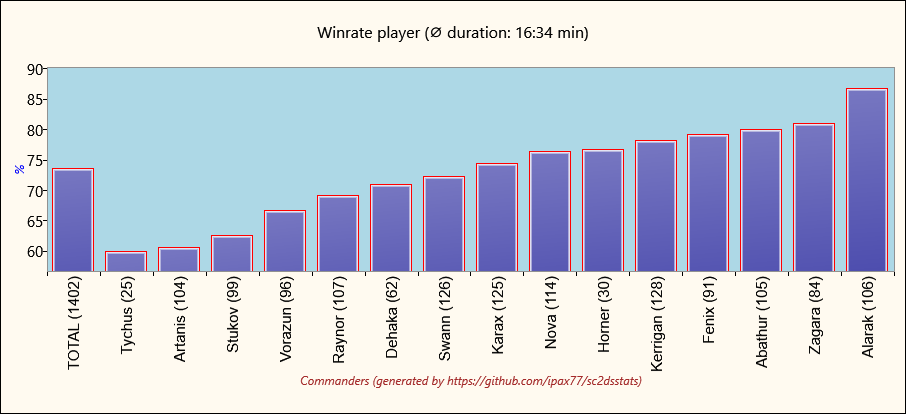 Winrate player (Ø duration: 16:34 min)
90
85
80
75
70
65
60
%
TOTAL (1402)
Tychus (25)
Artanis (104)
Stukov (99)
Vorazun (96)
Raynor (107)
Dehaka (62)
Swann (126)
Karax (125)
Nova (114)
Horner (30)
Kerrigan (128)
Fenix (91)
Abathur (105)
Zagara (84)
Alarak (106)
Commanders (generated by https://github.com/ipax77/sc2dsstats)